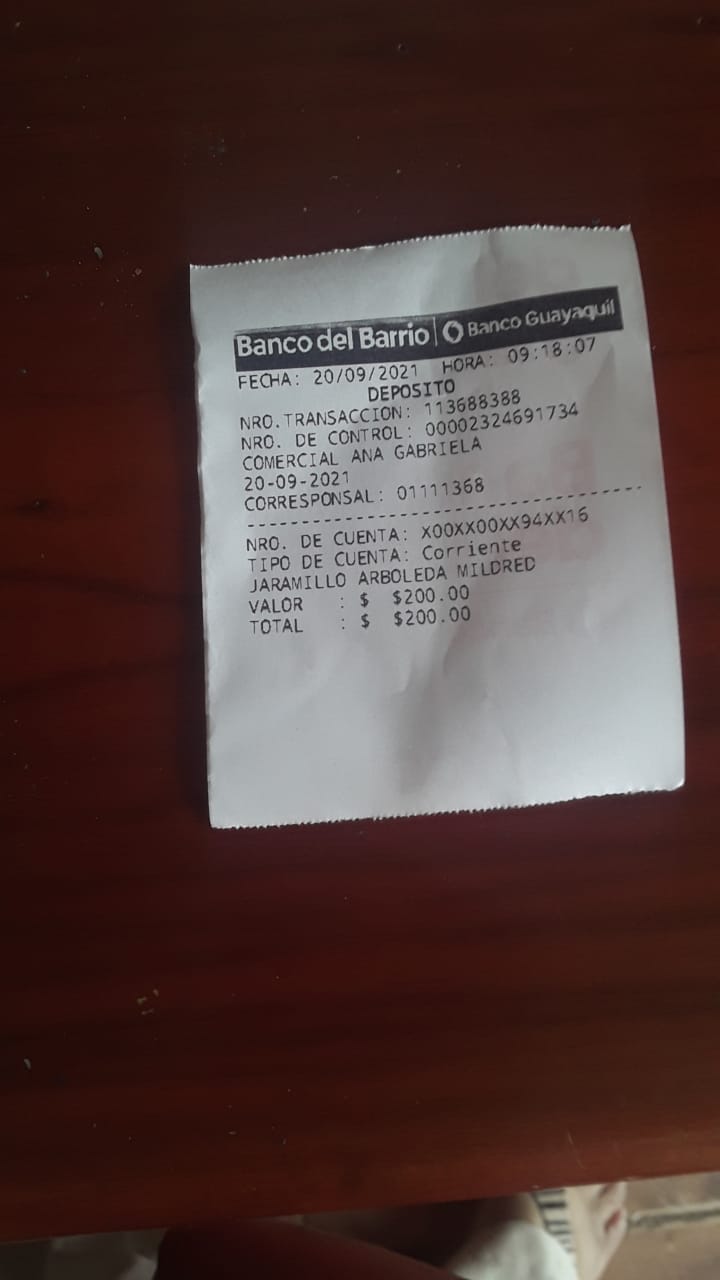 Banco del Barrio | Banco Guayaquil
FECHA: 20/09/2021 HORA: 09:18:07
DEPOSITO
NRO.TRANSACCION: 113688388
NRO. DE CONTROL: 00002324691734
COMERCIAL ANA GABRIELA
20-09-2021
CORRESPONSAL: 01111368
--------------------------------
NRO. DE CUENTA: X00XX00XX94XX16
TIPO DE CUENTA: Corriente
JARAMILLO ARBOLEDA MILDRED
VALOR : $ $200.00
TOTAL : $ $200.00